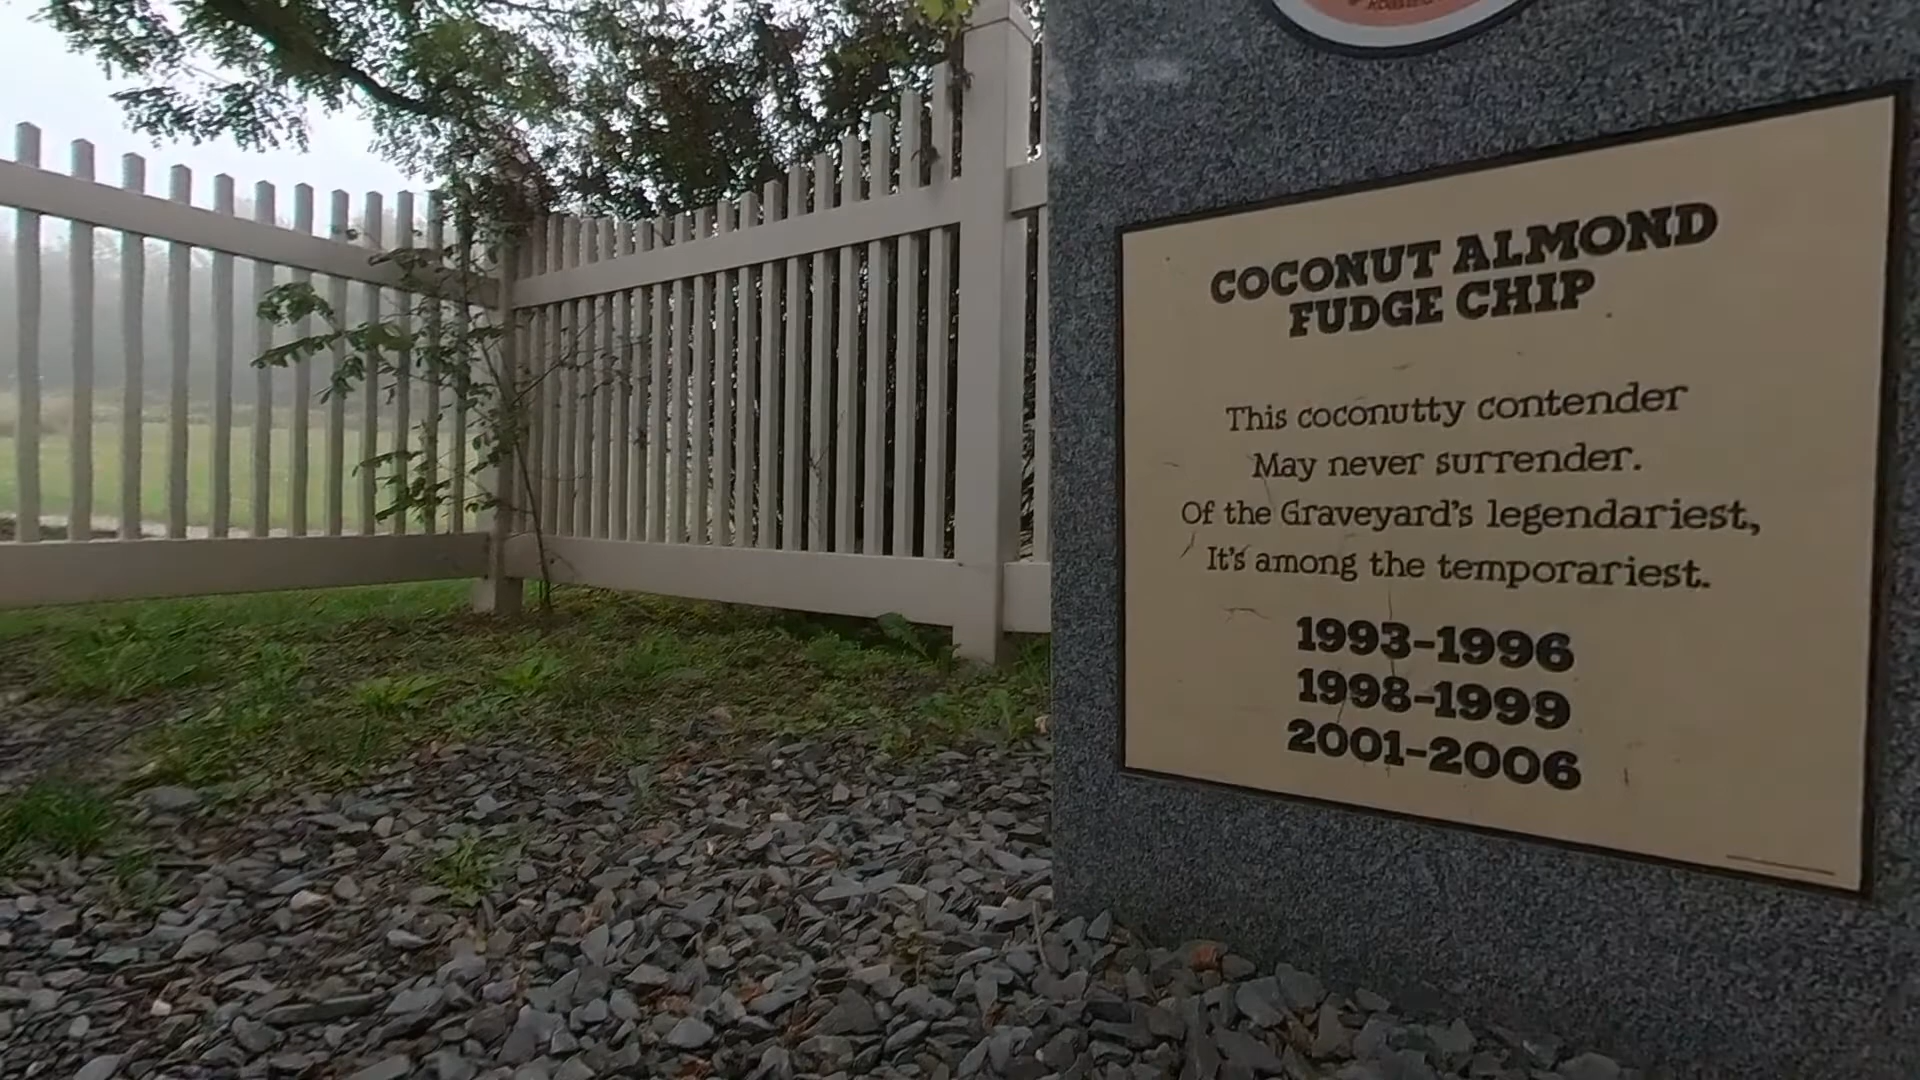 COCONUT ALMOND
FUDGE CHIP
This coconutty contender
May never surrender.
Of the Graveyard's legendariest,
It's among the temporariest.
1993-1996
1998-1999
2001-2006